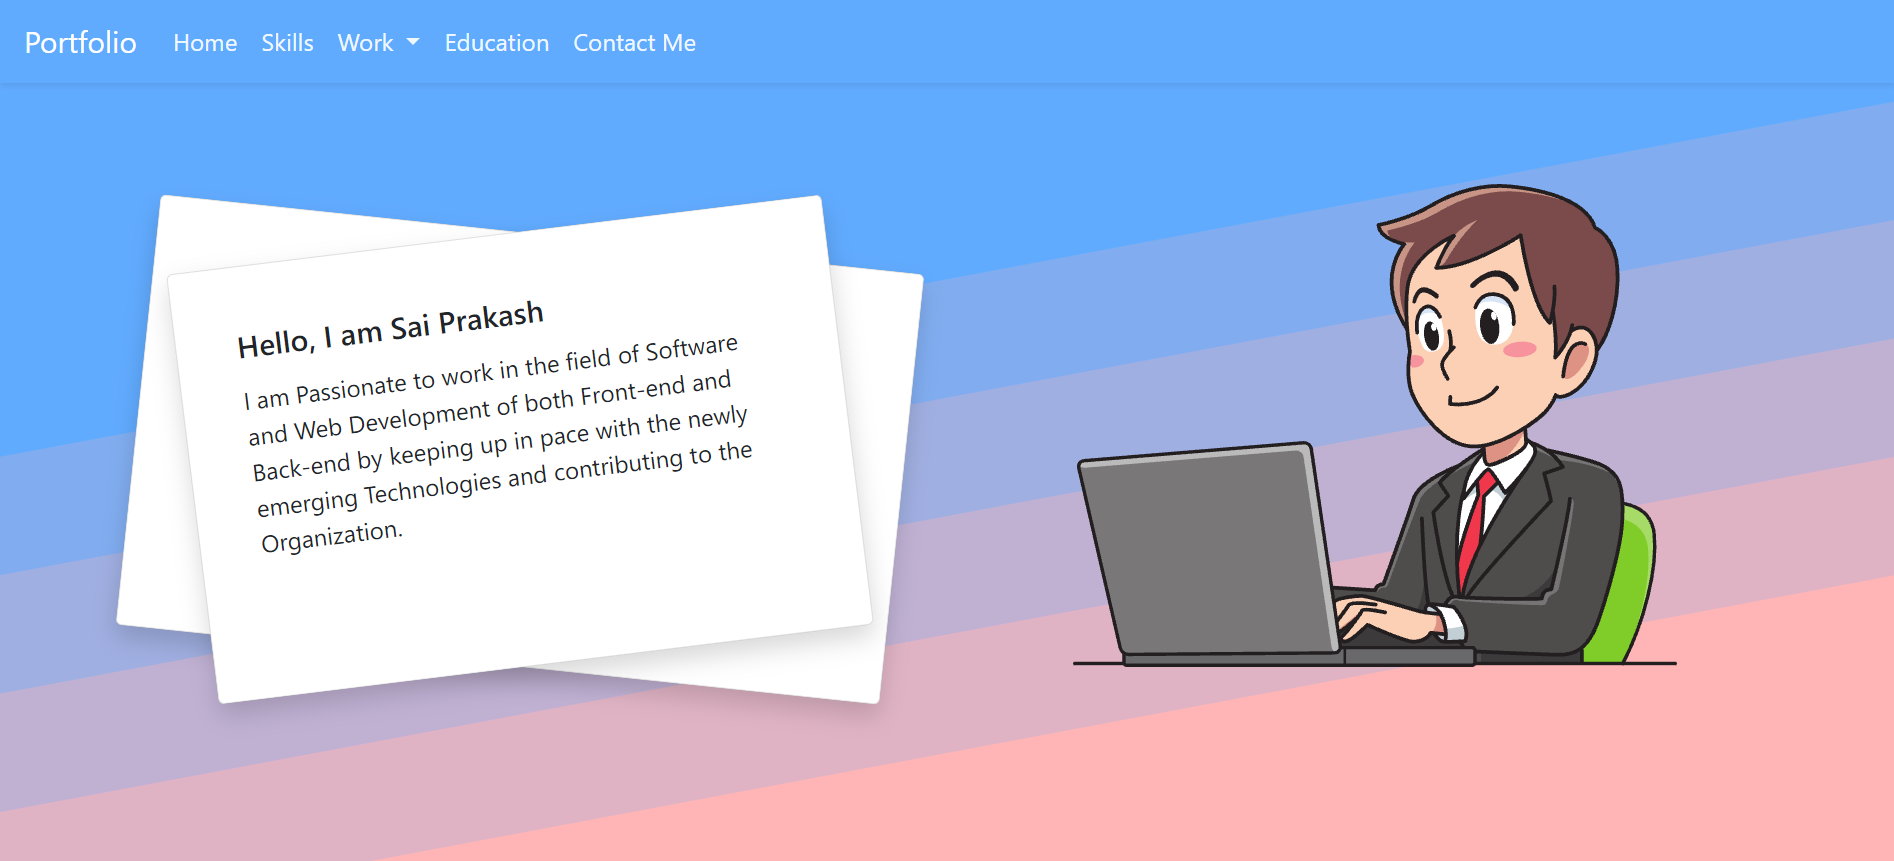 Portfolio Home Skills Work Education Contact Me
Hello, I am Sai Prakash
I am Passionate to work in the field of Software
and Web Development of both Front-end and
Back-end by keeping up in pace with the newly
emerging Technologies and contributing to the
Organization.